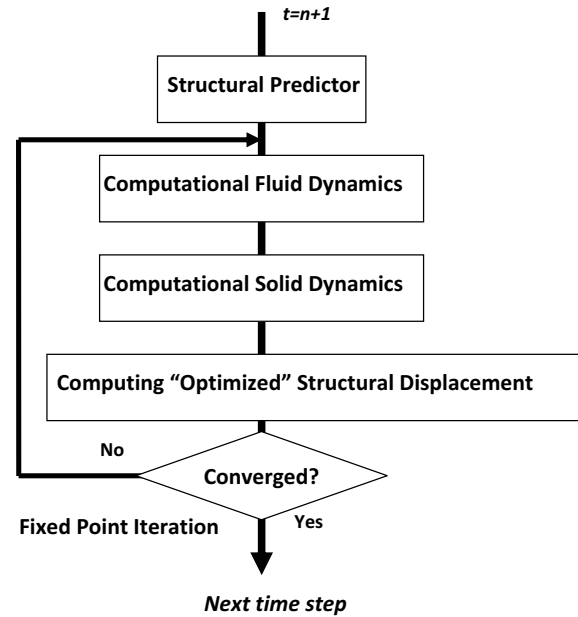 t=n+1
Structural Predictor
Computational Fluid Dynamics
Computational Solid Dynamics
Computing “Optimized” Structural Displacement
No
Converged?
Fixed Point Iteration
Yes
Next time step